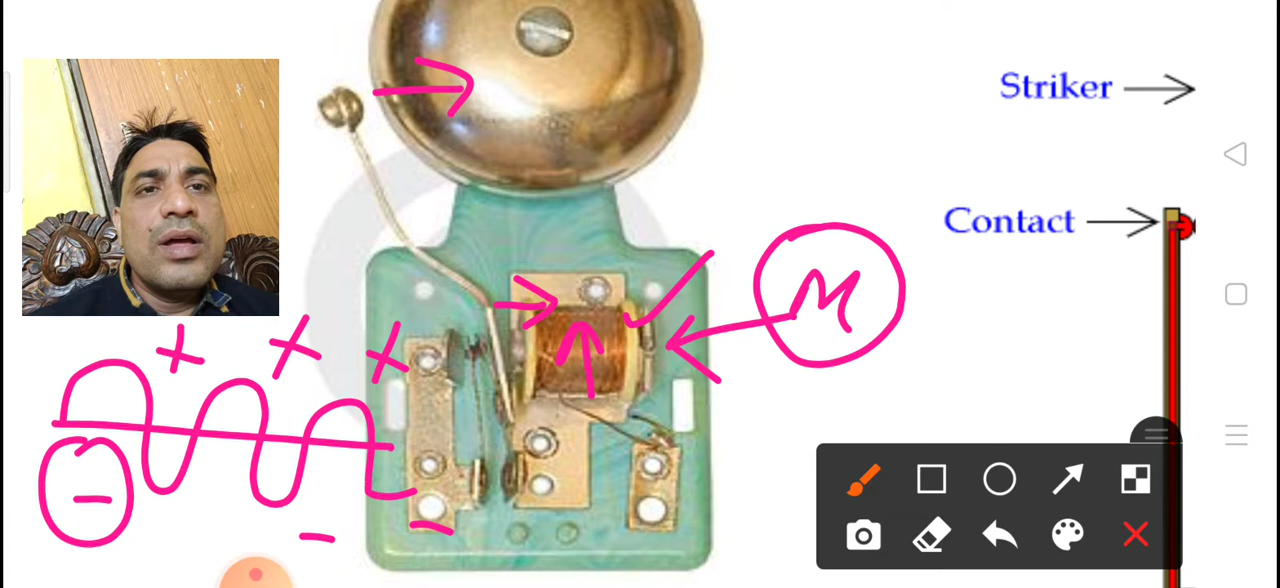 Striker
Contact
M
+ + +
-
- -